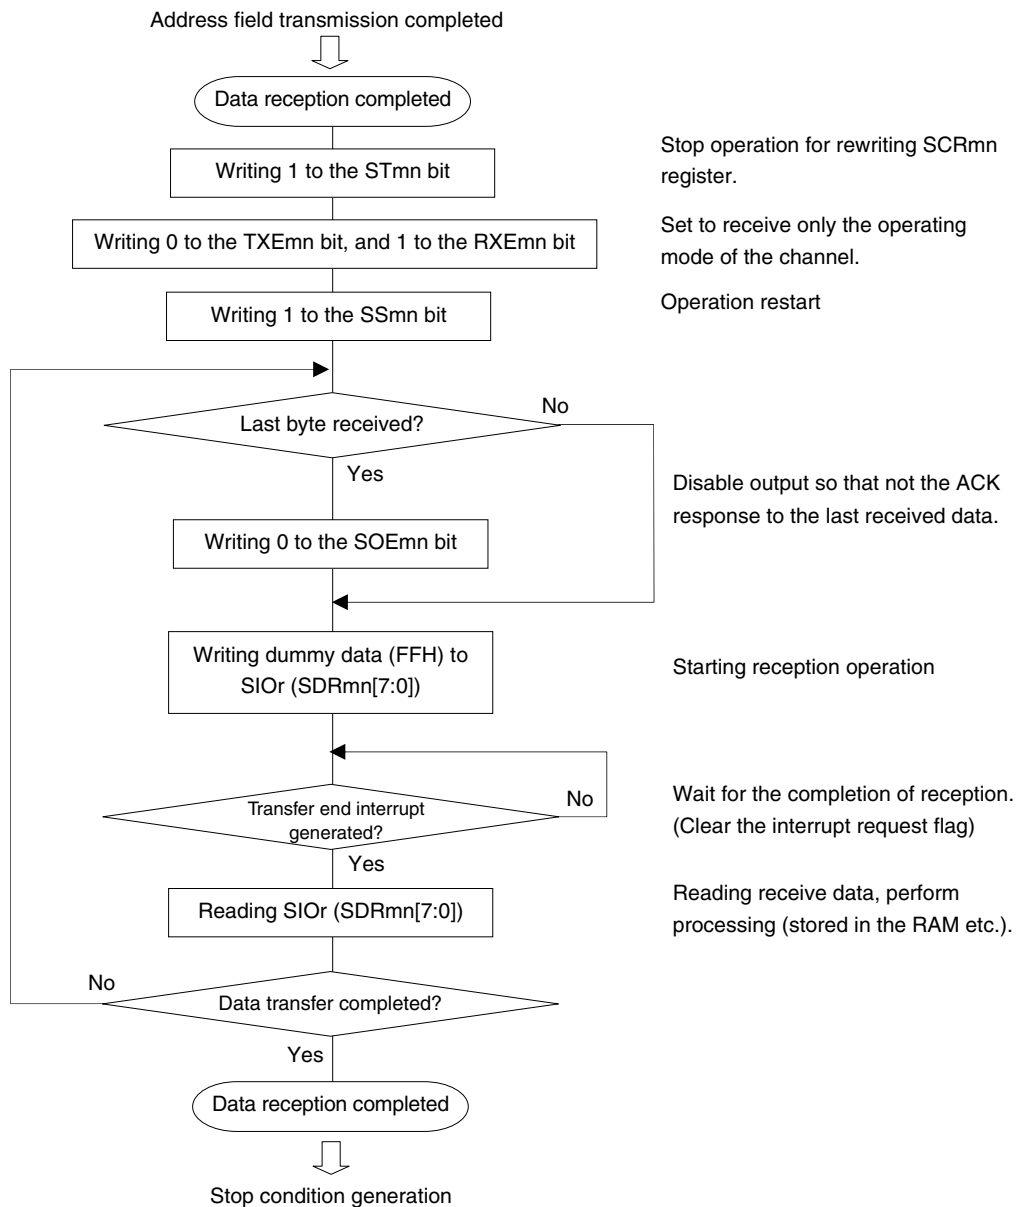 Address field transmission completed
Data reception completed
Writing 1 to the STmn bit
Stop operation for rewriting SCRmn
register.
Writing 0 to the TXEmn bit, and 1 to the RXEmn bit
Set to receive only the operating
mode of the channel.
Writing 1 to the SSmn bit
Operation restart
Last byte received?
No
Yes
Disable output so that not the ACK
response to the last received data.
Writing 0 to the SOEmn bit
Writing dummy data (FFH) to
SIOr (SDRmn[7:0])
Starting reception operation
Transfer end interrupt
generated?
No
Wait for the completion of reception.
(Clear the interrupt request flag)
Yes
Reading SIOr (SDRmn[7:0])
Reading receive data, perform
processing (stored in the RAM etc.).
No
Data transfer completed?
Yes
Data reception completed
Stop condition generation